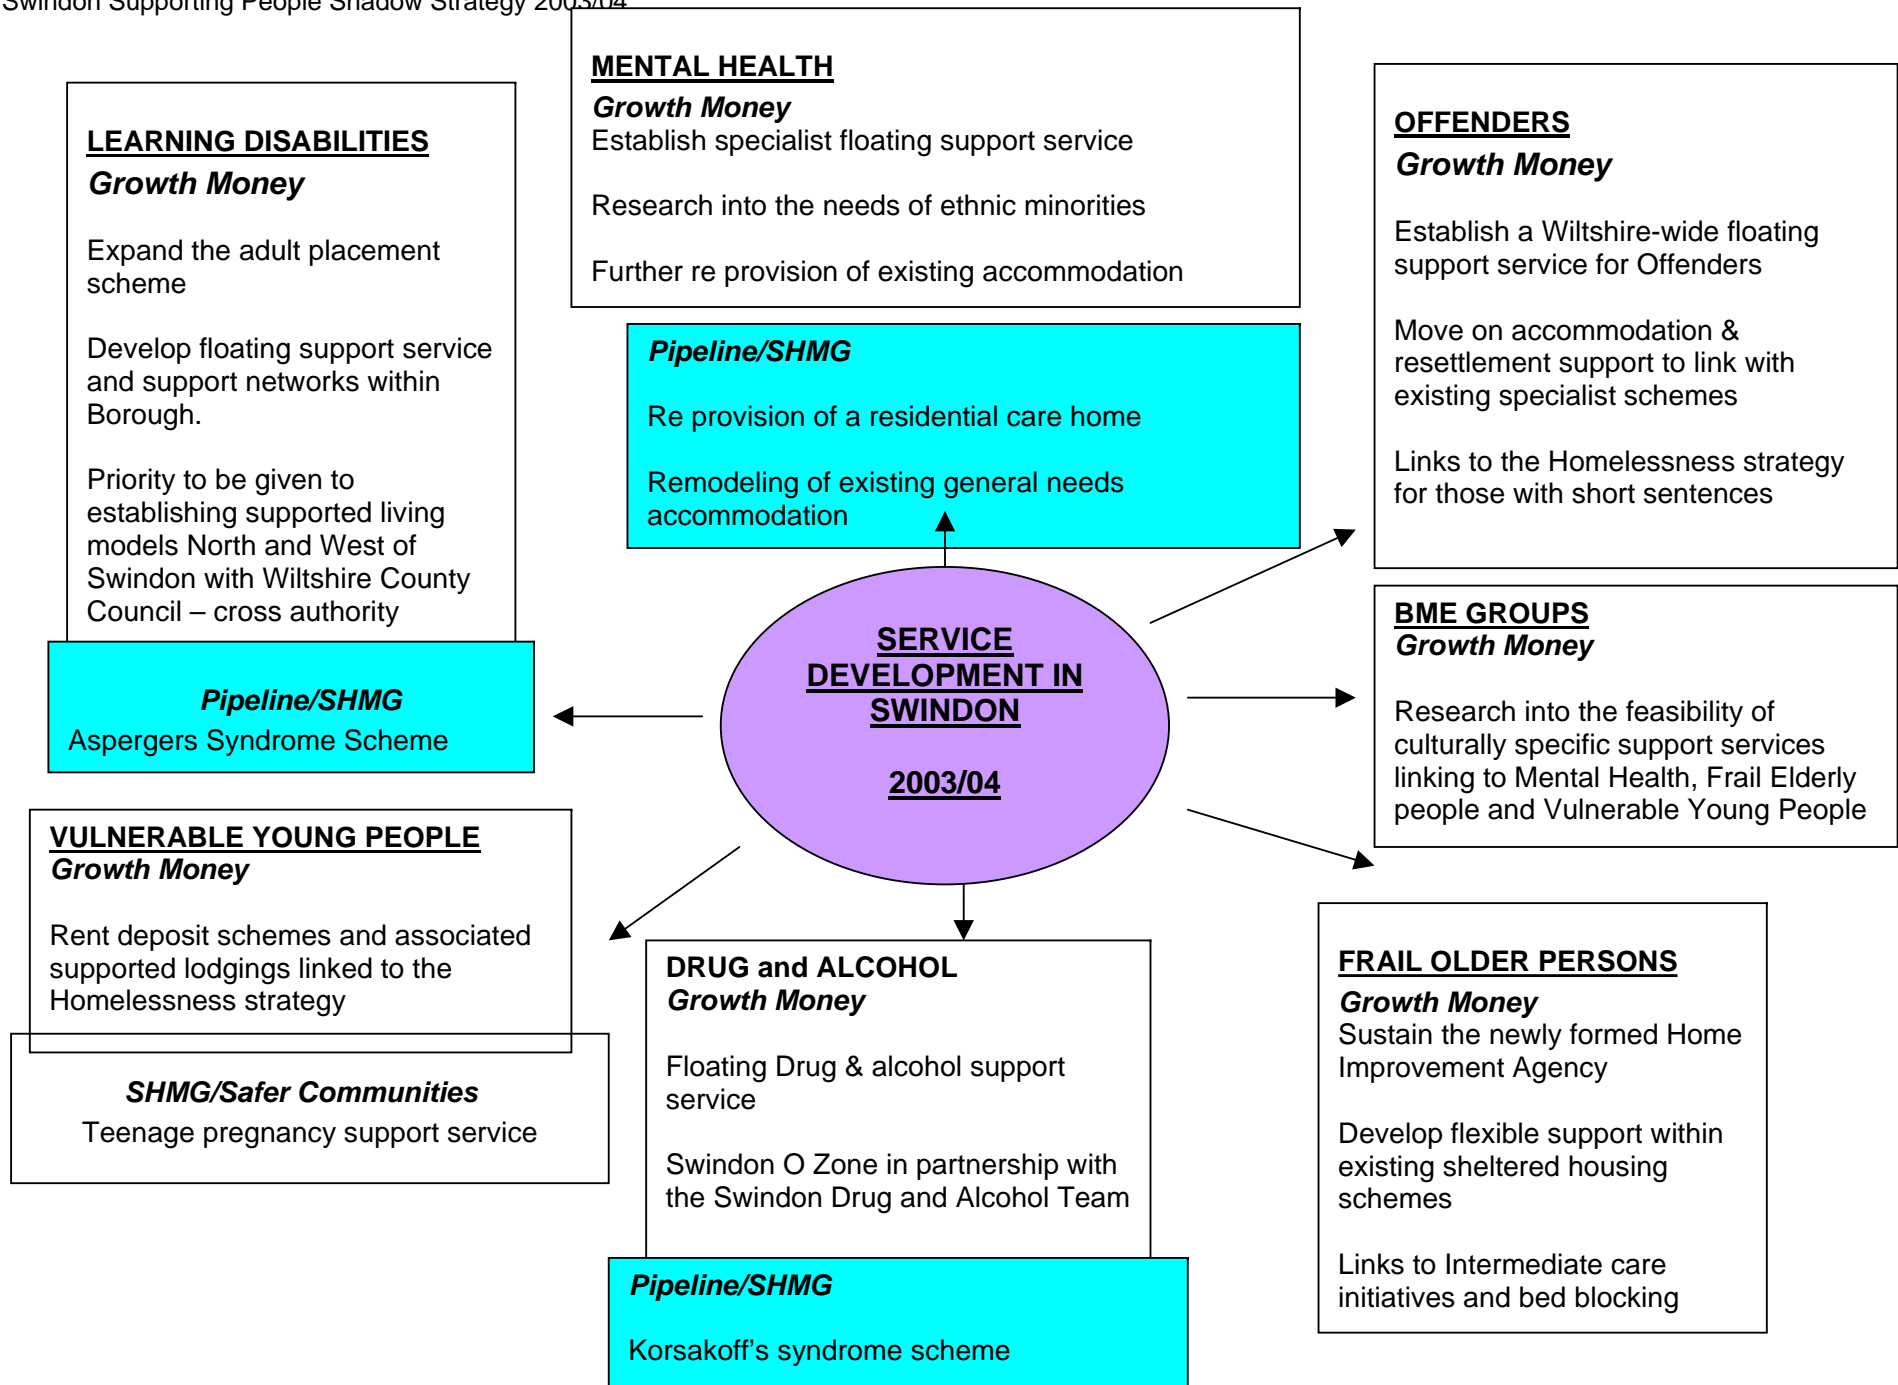 Swindon Supporting People Shadow Strategy 2003/04
MENTAL HEALTH
Growth Money
Establish specialist floating support service
Research into the needs of ethnic minorities
Further re provision of existing accommodation
Pipeline/SHMG
Re provision of a residential care home
Remodeling of existing general needs
accommodation
LEARNING DISABILITIES
Growth Money
Expand the adult placement
scheme
Develop floating support service
and support networks within
Borough.
Priority to be given to
establishing supported living
models North and West of
Swindon with Wiltshire County
Council – cross authority
Pipeline/SHMG
Aspergers Syndrome Scheme
OFFENDERS
Growth Money
Establish a Wiltshire-wide floating
support service for Offenders
Move on accommodation &
resettlement support to link with
existing specialist schemes
Links to the Homelessness strategy
for those with short sentences
SERVICE
DEVELOPMENT IN
SWINDON
2003/04
BME GROUPS
Growth Money
Research into the feasibility of
culturally specific support services
linking to Mental Health, Frail Elderly
people and Vulnerable Young People
VULNERABLE YOUNG PEOPLE
Growth Money
Rent deposit schemes and associated
supported lodgings linked to the
Homelessness strategy
SHMG/Safer Communities
Teenage pregnancy support service
DRUG and ALCOHOL
Growth Money
Floating Drug & alcohol support
service
Swindon O Zone in partnership with
the Swindon Drug and Alcohol Team
Pipeline/SHMG
Korsakoff's syndrome scheme
FRAIL OLDER PERSONS
Growth Money
Sustain the newly formed Home
Improvement Agency
Develop flexible support within
existing sheltered housing
schemes
Links to Intermediate care
initiatives and bed blocking